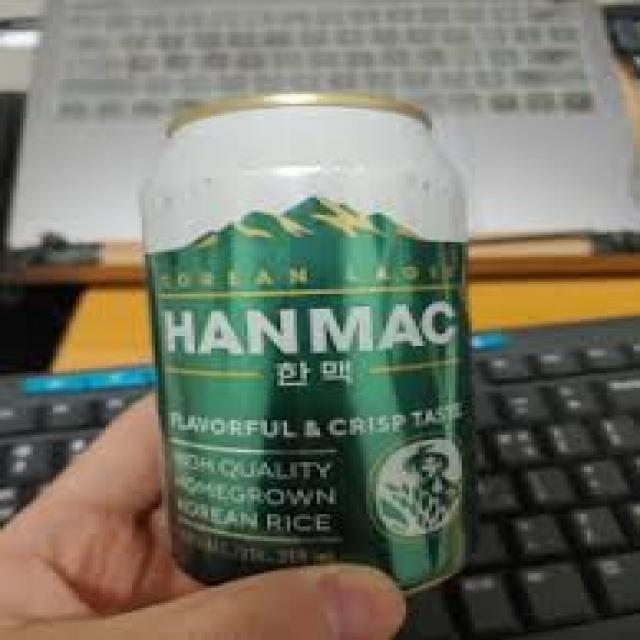 KOREAN LAGER
HANMAC
한맥
FLAVORFUL & CRISP TASTE
HIGH QUALITY
HOMEGROWN
KOREAN RICE